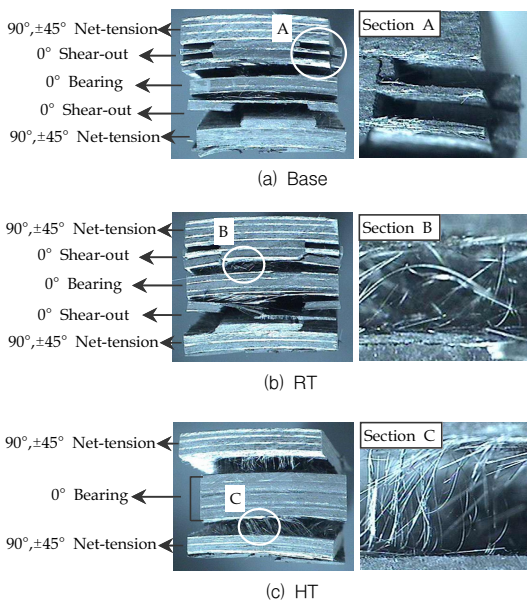 90°,±45° Net-tension
0° Shear-out
0° Bearing
0° Shear-out
90°,±45° Net-tension
A
Section A
(a) Base
90°,±45° Net-tension
0° Shear-out
0° Bearing
0° Shear-out
90°,±45° Net-tension
B
Section B
(b) RT
90°,±45° Net-tension
0° Bearing
90°,±45° Net-tension
C
Section C
(c) HT